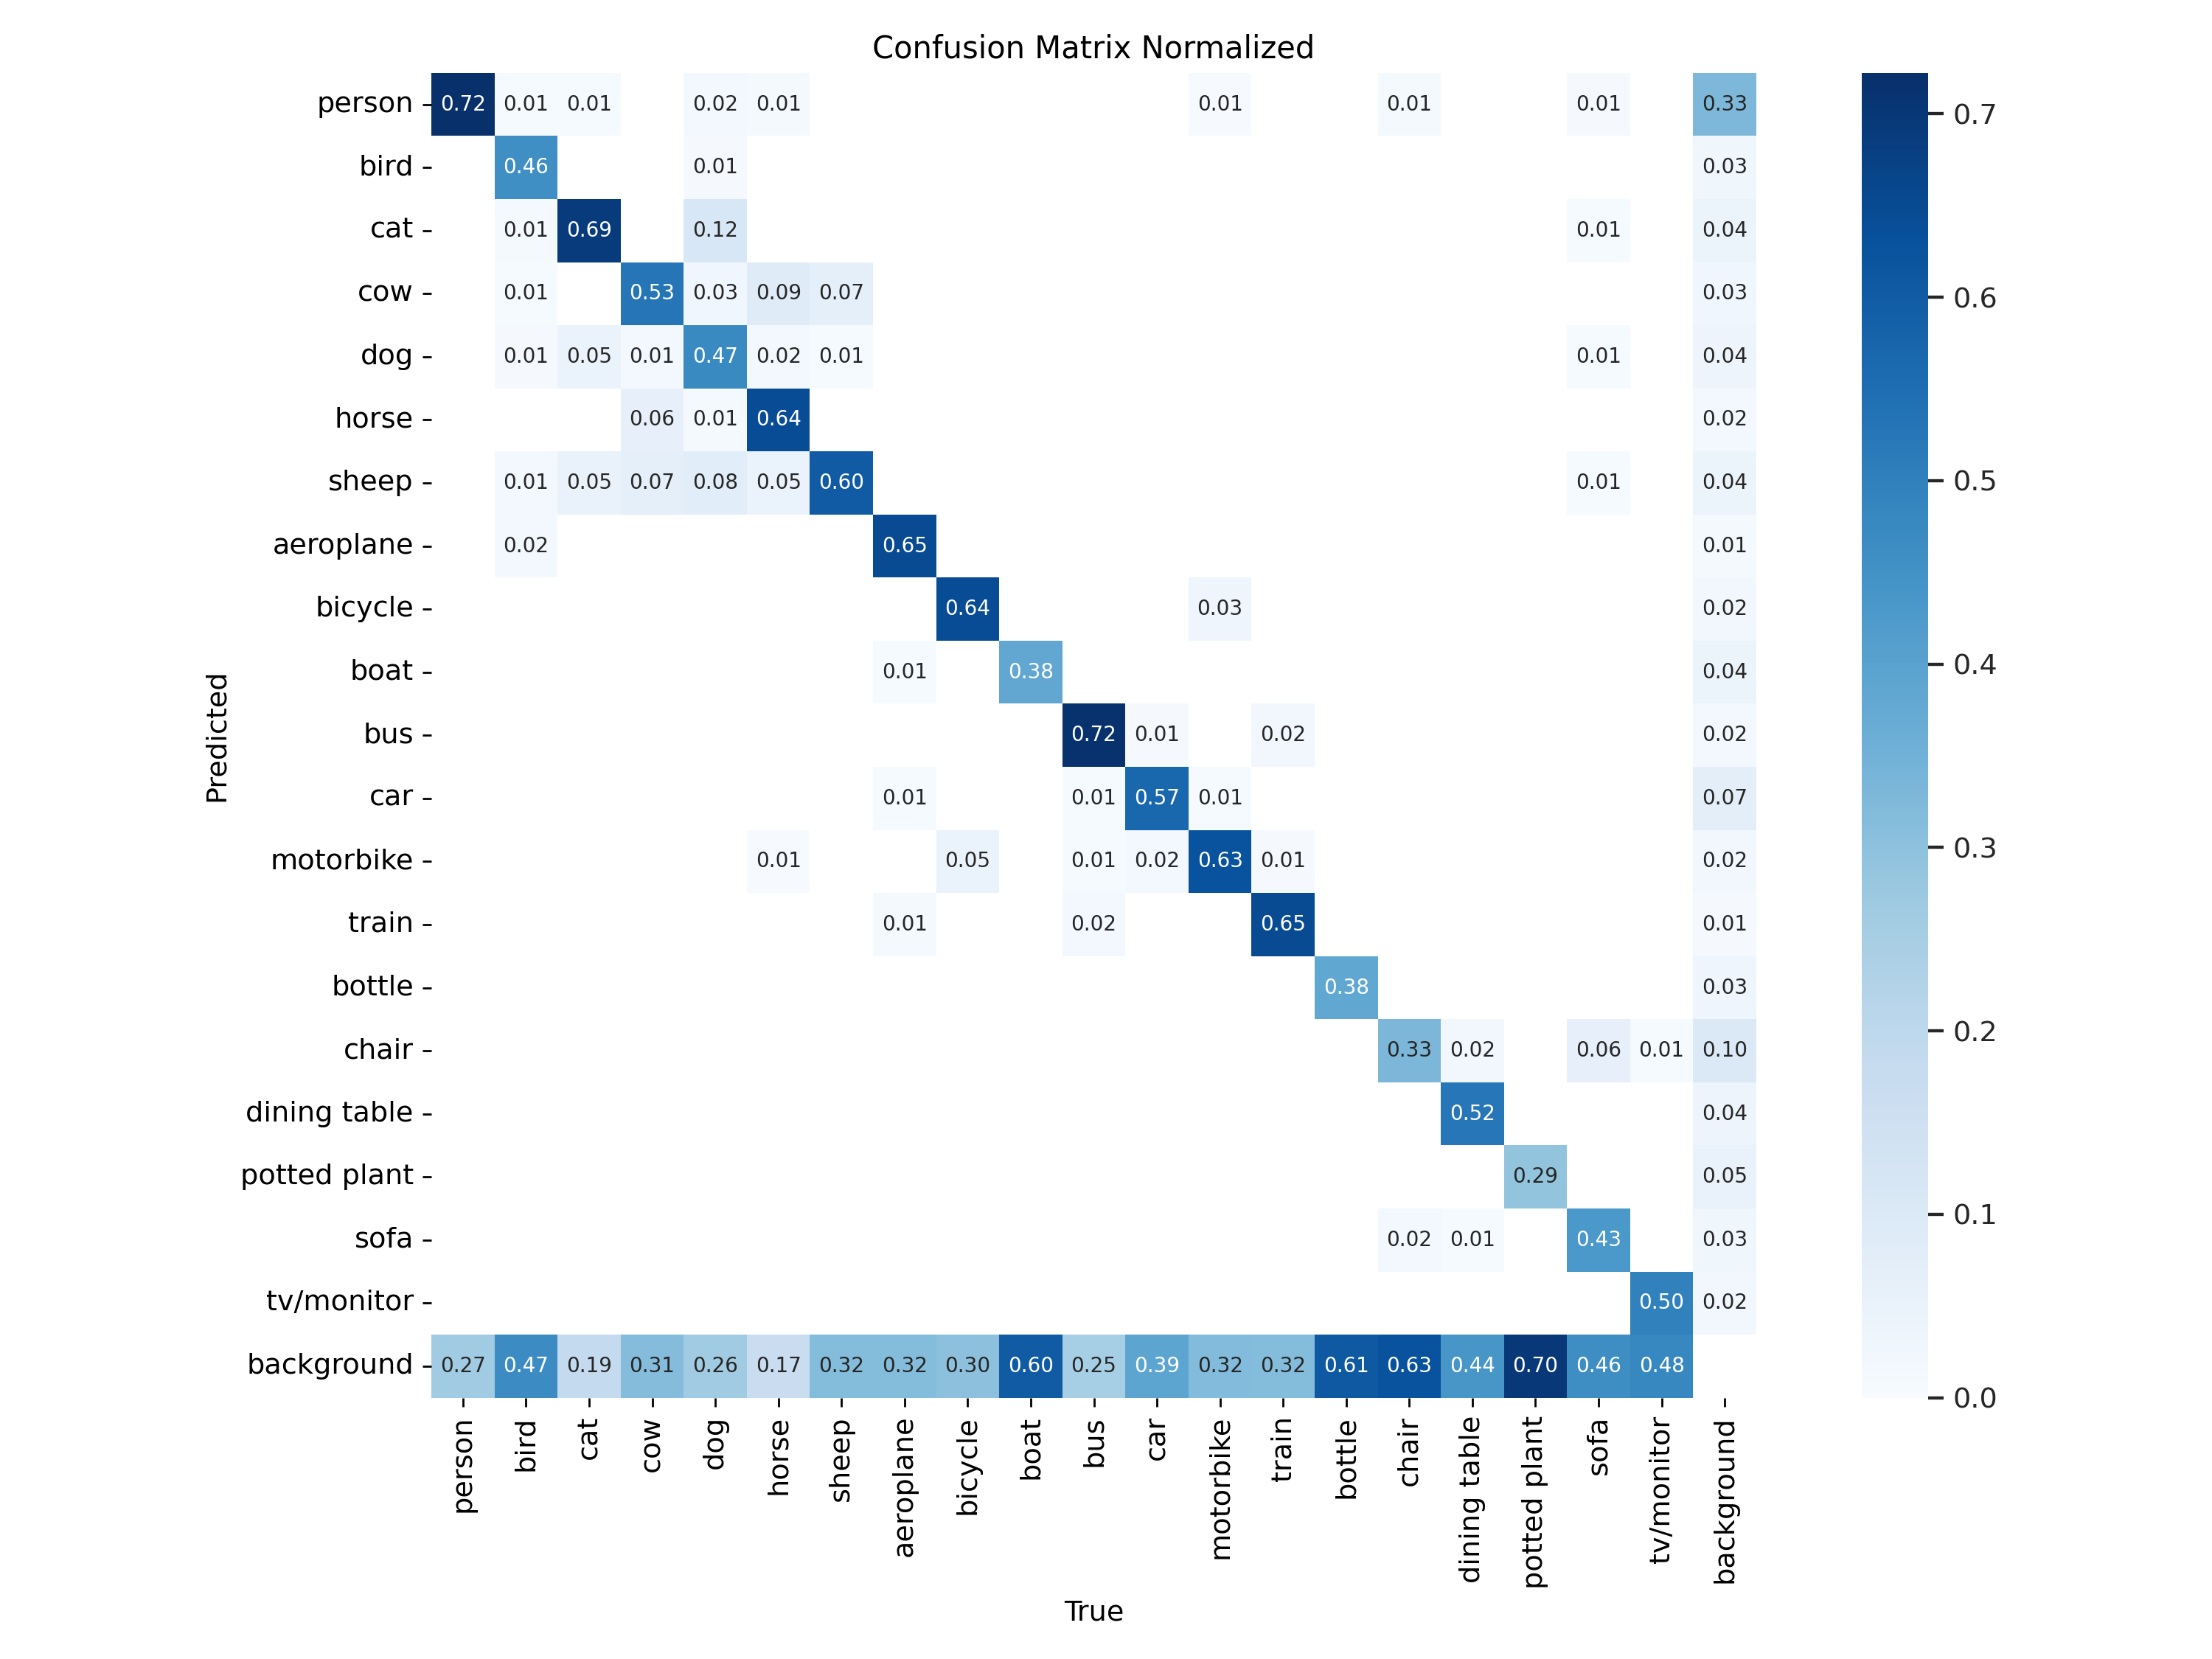 Confusion Matrix Normalized
person 0.72 0.01 0.01 0.02 0.01 0.01 0.01 0.01 0.33
bird 0.46 0.01 0.03
cat 0.01 0.69 0.12 0.01 0.04
cow 0.01 0.53 0.03 0.09 0.07 0.03
dog 0.01 0.05 0.01 0.47 0.02 0.01 0.01 0.04
horse 0.06 0.01 0.64 0.02
sheep 0.01 0.05 0.07 0.08 0.05 0.60 0.01 0.04
aeroplane 0.02 0.65 0.01
bicycle 0.64 0.03 0.02
boat 0.01 0.38 0.04
bus 0.72 0.01 0.02 0.02
car 0.01 0.01 0.57 0.01 0.07
motorbike 0.01 0.05 0.01 0.02 0.63 0.01 0.02
train 0.01 0.02 0.65 0.01
bottle 0.38 0.03
chair 0.33 0.02 0.06 0.01 0.10
dining table 0.52 0.04
potted plant 0.29 0.05
sofa 0.02 0.01 0.43 0.03
tv/monitor 0.50 0.02
background 0.27 0.47 0.19 0.31 0.26 0.17 0.32 0.32 0.30 0.60 0.25 0.39 0.32 0.32 0.61 0.63 0.44 0.70 0.46 0.48
Predicted
person
bird
cat
cow
dog
horse
sheep
aeroplane
bicycle
boat
bus
car
motorbike
train
bottle
chair
dining table
potted plant
sofa
tv/monitor
background
True
0.7
0.6
0.5
0.4
0.3
0.2
0.1
0.0